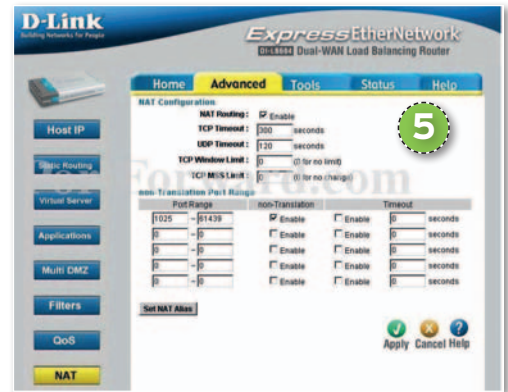 D-Link
Building Networks for People
ExpressEtherNetwork
DI-LB604 Dual-WAN Load Balancing Router
Home Advanced Tools Status Help
Host IP
Static Routing
Virtual Server
Applications
Multi DMZ
Filters
QoS
NAT
NAT Configuration
NAT Routing : Enable
TCP Timeout : 300 seconds
UDP Timeout : 120 seconds
TCP Window Limit : 0 (0 for no limit)
TCP MSS Limit : 0 (0 for no change)
non-Translation Port Range
Port Range non-Translation Timeout
1025 ~ 61439 Enable Enable 0 seconds
0 ~ 0 Enable Enable 0 seconds
0 ~ 0 Enable Enable 0 seconds
0 ~ 0 Enable Enable 0 seconds
0 ~ 0 Enable Enable 0 seconds
Set NAT Alias
Apply Cancel Help
5